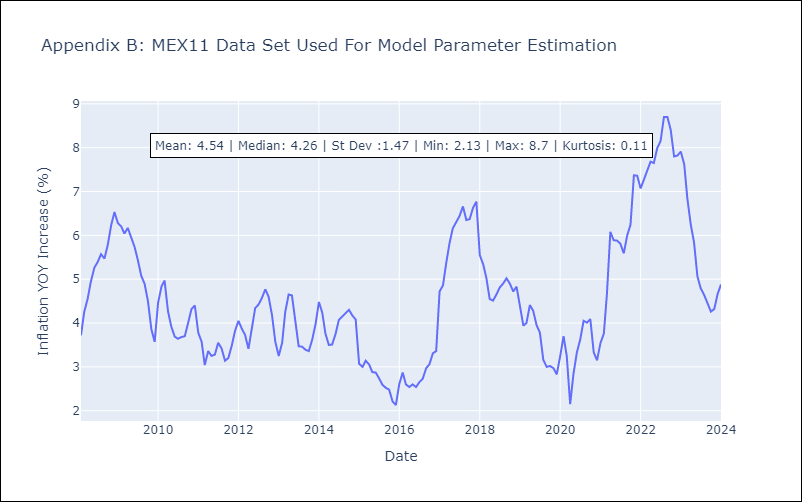 Appendix B: MEX11 Data Set Used For Model Parameter Estimation
9
Mean: 4.54 | Median: 4.26 | St Dev :1.47 | Min: 2.13 | Max: 8.7 | Kurtosis: 0.11
8
7
6
5
4
3
2
Inflation YOY Increase (%)
2010 2012 2014 2016 2018 2020 2022 2024
Date